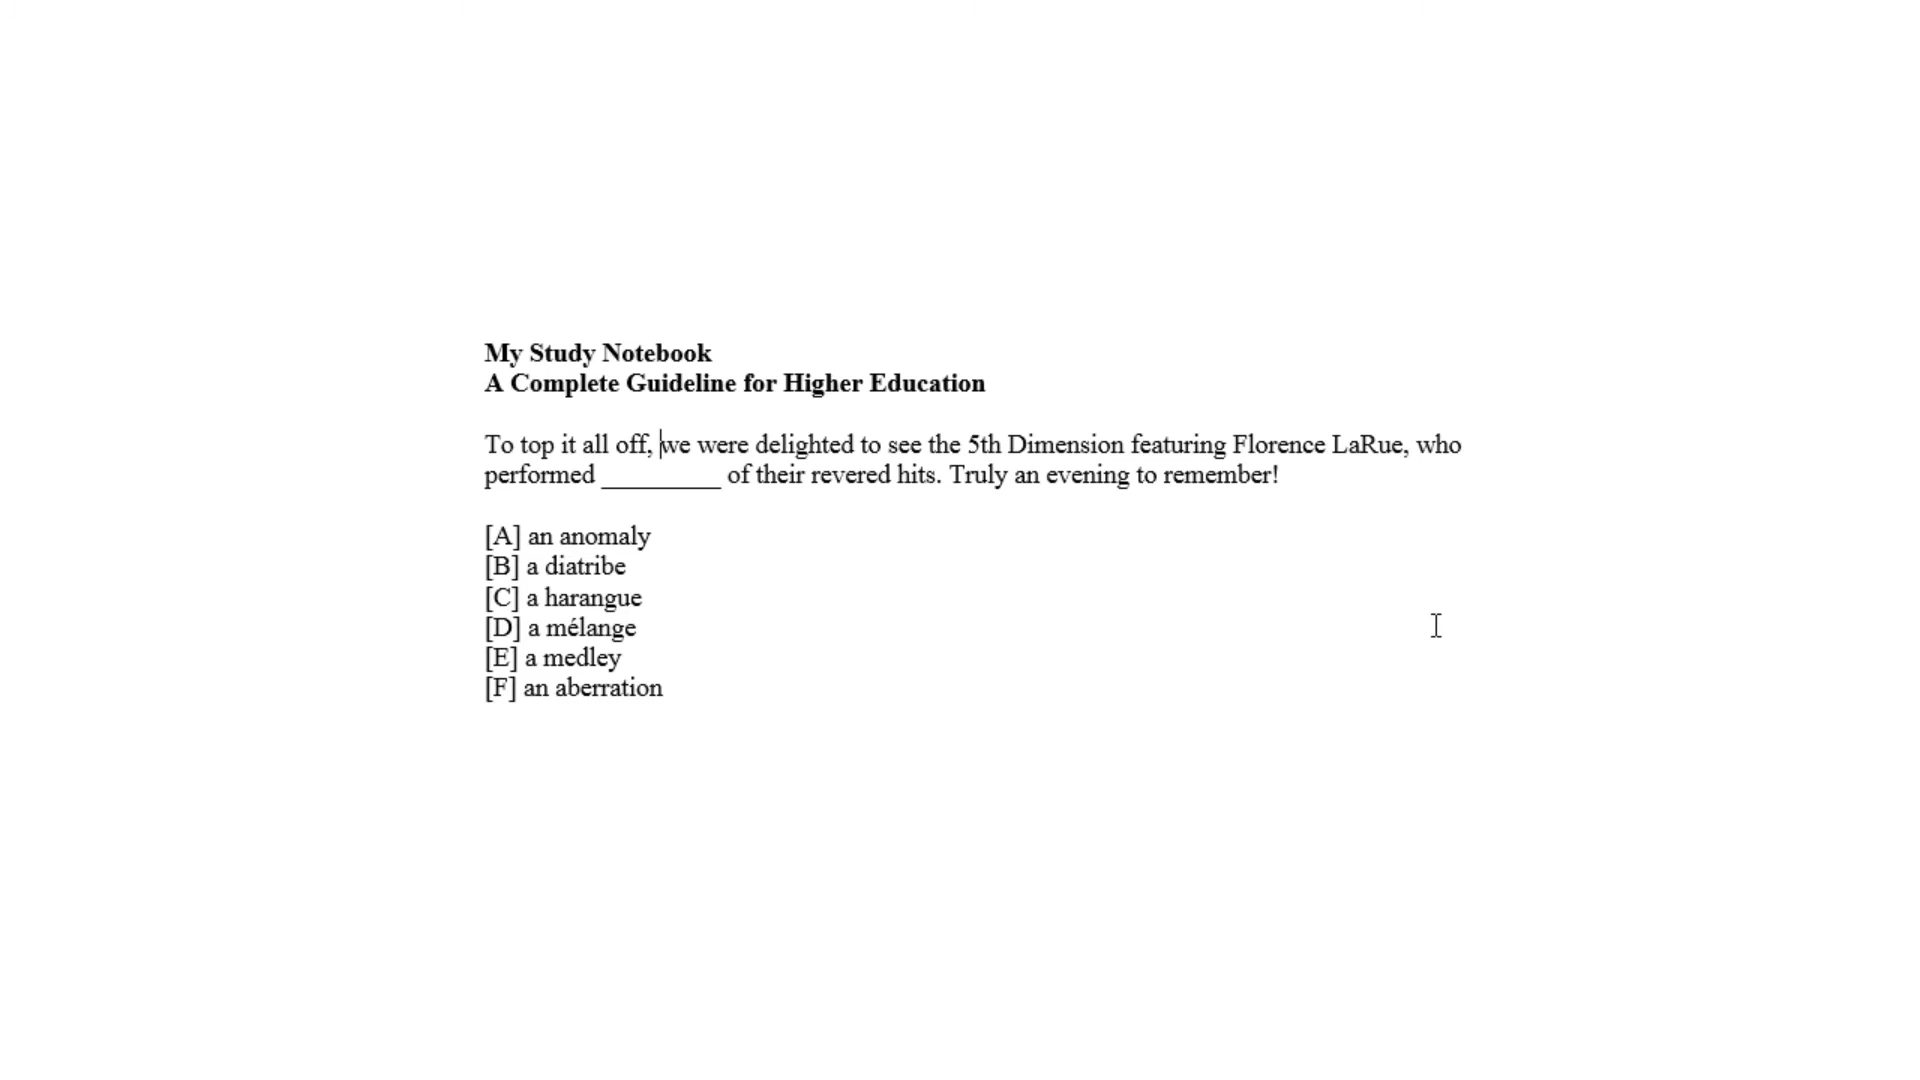 My Study Notebook
A Complete Guideline for Higher Education
To top it all off, we were delighted to see the 5th Dimension featuring Florence LaRue, who
performed _________ of their revered hits. Truly an evening to remember!
[A] an anomaly
[B] a diatribe
[C] a harangue
[D] a mélange
[E] a medley
[F] an aberration